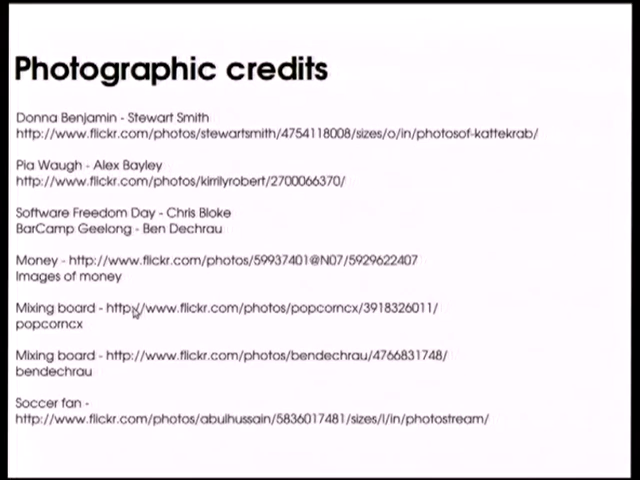 Photographic credits
Donna Benjamin - Stewart Smith
http://www.flickr.com/photos/stewartsmith/4754118008/sizes/o/in/photosof-kattekrab/
Pia Waugh - Alex Bayley
http://www.flickr.com/photos/kirrilyrobert/2700066370/
Software Freedom Day - Chris Bloke
BarCamp Geelong - Ben Dechrau
Money - http://www.flickr.com/photos/59937401@N07/5929622407
Images of money
Mixing board - http://www.flickr.com/photos/popcorncx/3918326011/
popcorncx
Mixing board - http://www.flickr.com/photos/bendechrau/4766831748/
bendechrau
Soccer fan -
http://www.flickr.com/photos/abulhussain/5836017481/sizes/l/in/photostream/